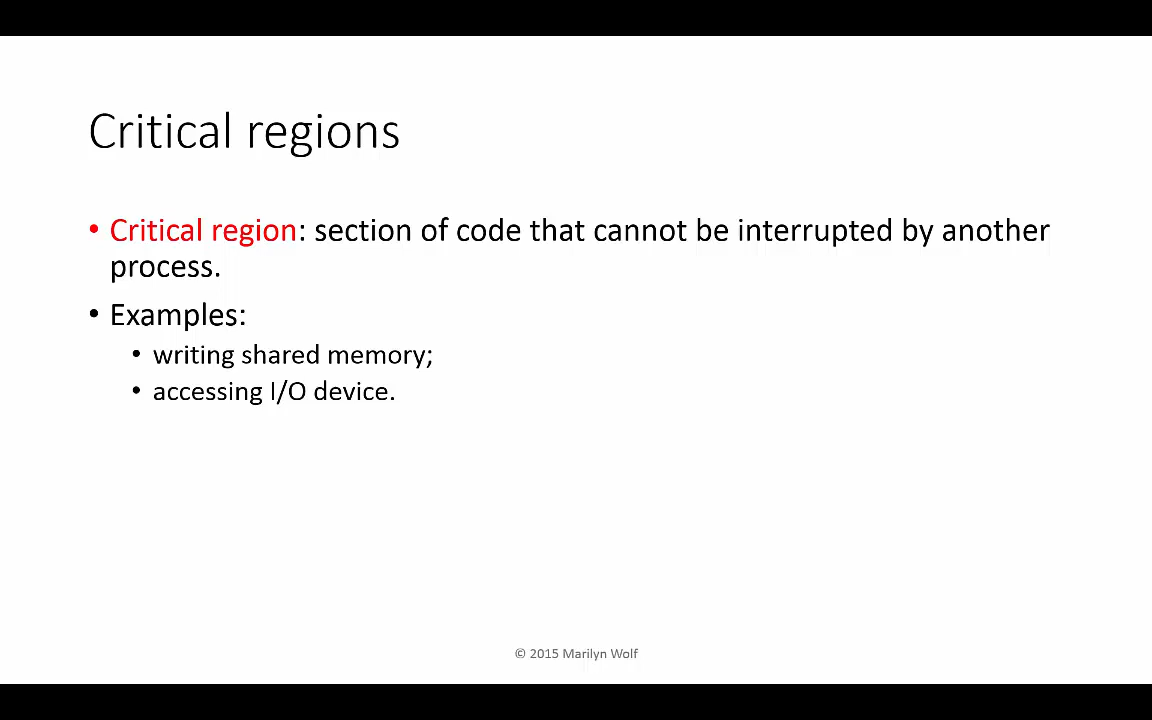 Critical regions
• Critical region: section of code that cannot be interrupted by another
process.
• Examples:
• writing shared memory;
• accessing I/O device.
© 2015 Marilyn Wolf